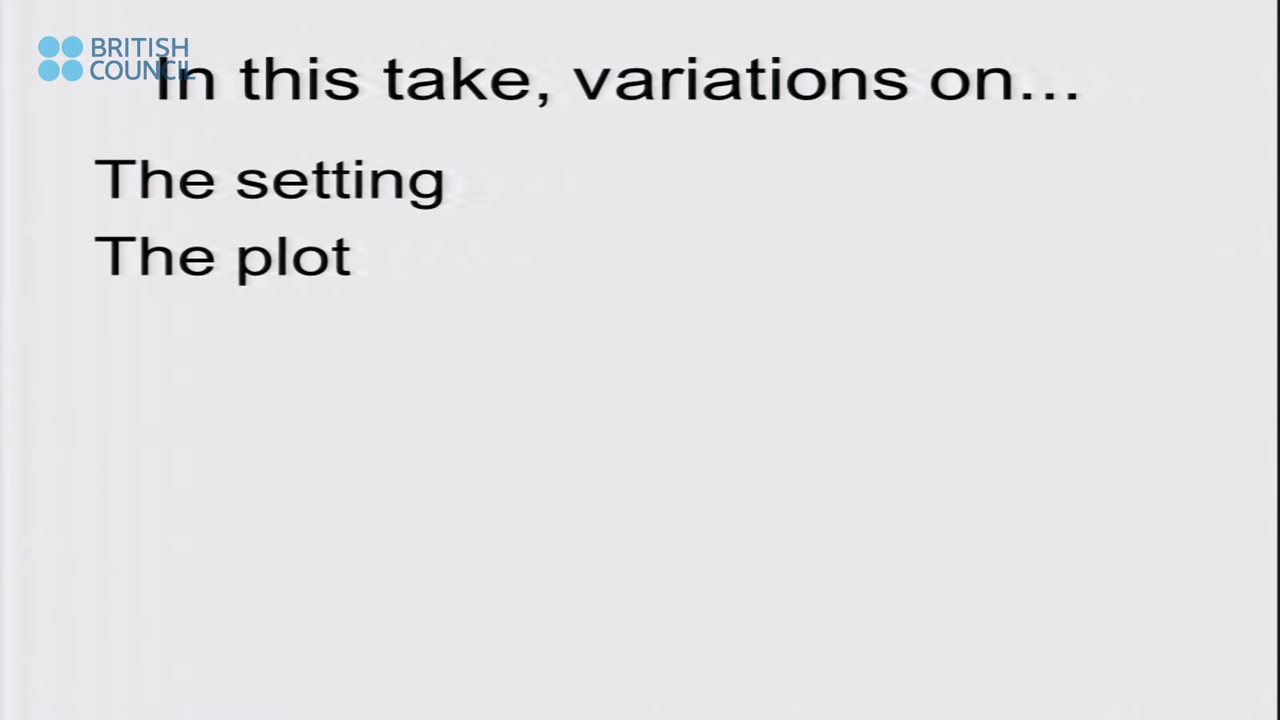 BRITISH
COUNCIL
In this take, variations on...
The setting
The plot